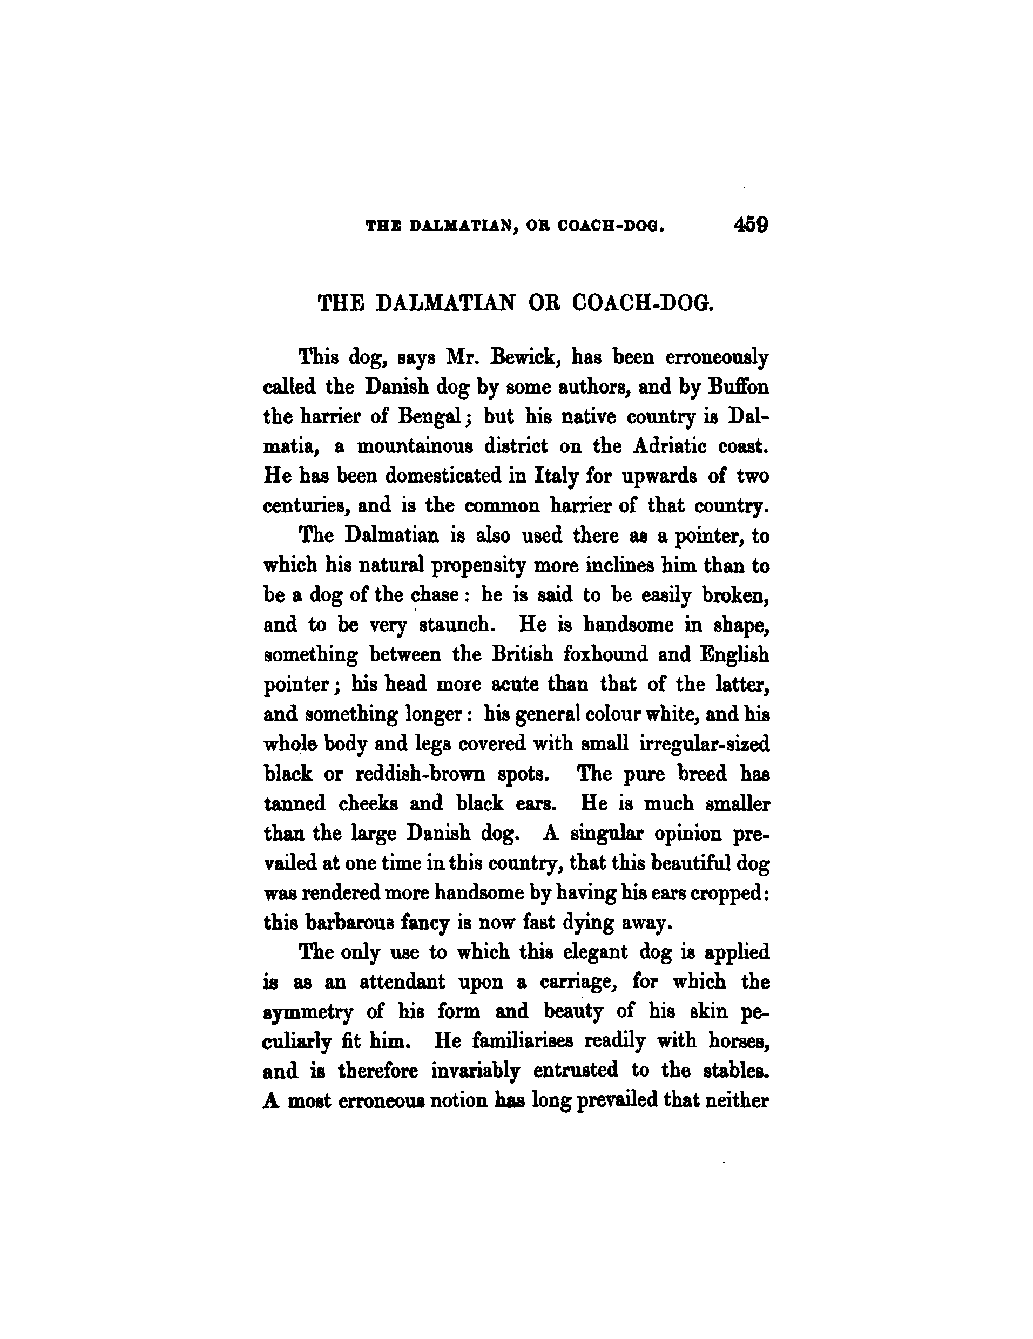 THE DALMATIAN, OR COACH-DOG. 459
THE DALMATIAN OR COACH-DOG.
This dog, says Mr. Bewick, has been erroneously
called the Danish dog by some authors, and by Buffon
the harrier of Bengal; but his native country is Dal-
matia, a mountainous district on the Adriatic coast.
He has been domesticated in Italy for upwards of two
centuries, and is the common harrier of that country.
The Dalmatian is also used there as a pointer, to
which his natural propensity more inclines him than to
be a dog of the chase: he is said to be easily broken,
and to be very staunch. He is handsome in shape,
something between the British foxhound and English
pointer; his head more acute than that of the latter,
and something longer: his general colour white, and his
whole body and legs covered with small irregular-sized
black or reddish-brown spots. The pure breed has
tanned cheeks and black ears. He is much smaller
than the large Danish dog. A singular opinion pre-
vailed at one time in this country, that this beautiful dog
was rendered more handsome by having his ears cropped:
this barbarous fancy is now fast dying away.
The only use to which this elegant dog is applied
is as an attendant upon a carriage, for which the
symmetry of his form and beauty of his skin pe-
culiarly fit him. He familiarises readily with horses,
and is therefore invariably entrusted to the stables.
A most erroneous notion has long prevailed that neither